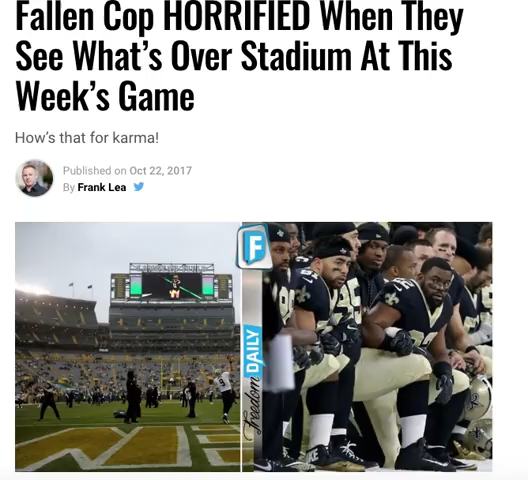 Fallen Cop HORRIFIED When They
See What's Over Stadium At This
Week's Game
How's that for karma!
Published on Oct 22, 2017
By Frank Lea
F
Freedom DAILY